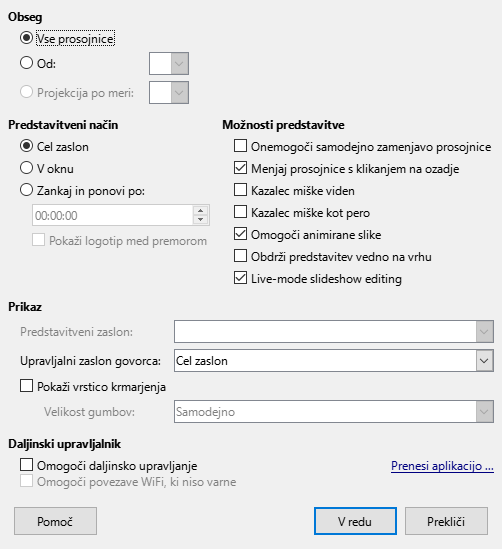 Obseg
Vse prosojnice
Od:
Projekcija po meri:
Predstavitveni način
Cel zaslon
V oknu
Zankaj in ponovi po:
00:00:00
Pokaži logotip med premorom
Možnosti predstavitve
Onemogoči samodejno zamenjavo prosojnice
Menjaj prosojnice s klikanjem na ozadje
Kazalec miške viden
Kazalec miške kot pero
Omogoči animirane slike
Obdrži predstavitev vedno na vrhu
Live-mode slideshow editing
Prikaz
Predstavitveni zaslon:
Upravljalni zaslon govorca: Cel zaslon
Pokaži vrstico krmarjenja
Velikost gumbov: Samodejno
Daljinski upravljalnik
Omogoči daljinsko upravljanje Prenesi aplikacijo ...
Omogoči povezave WiFi, ki niso varne
Pomoč V redu Prekliči